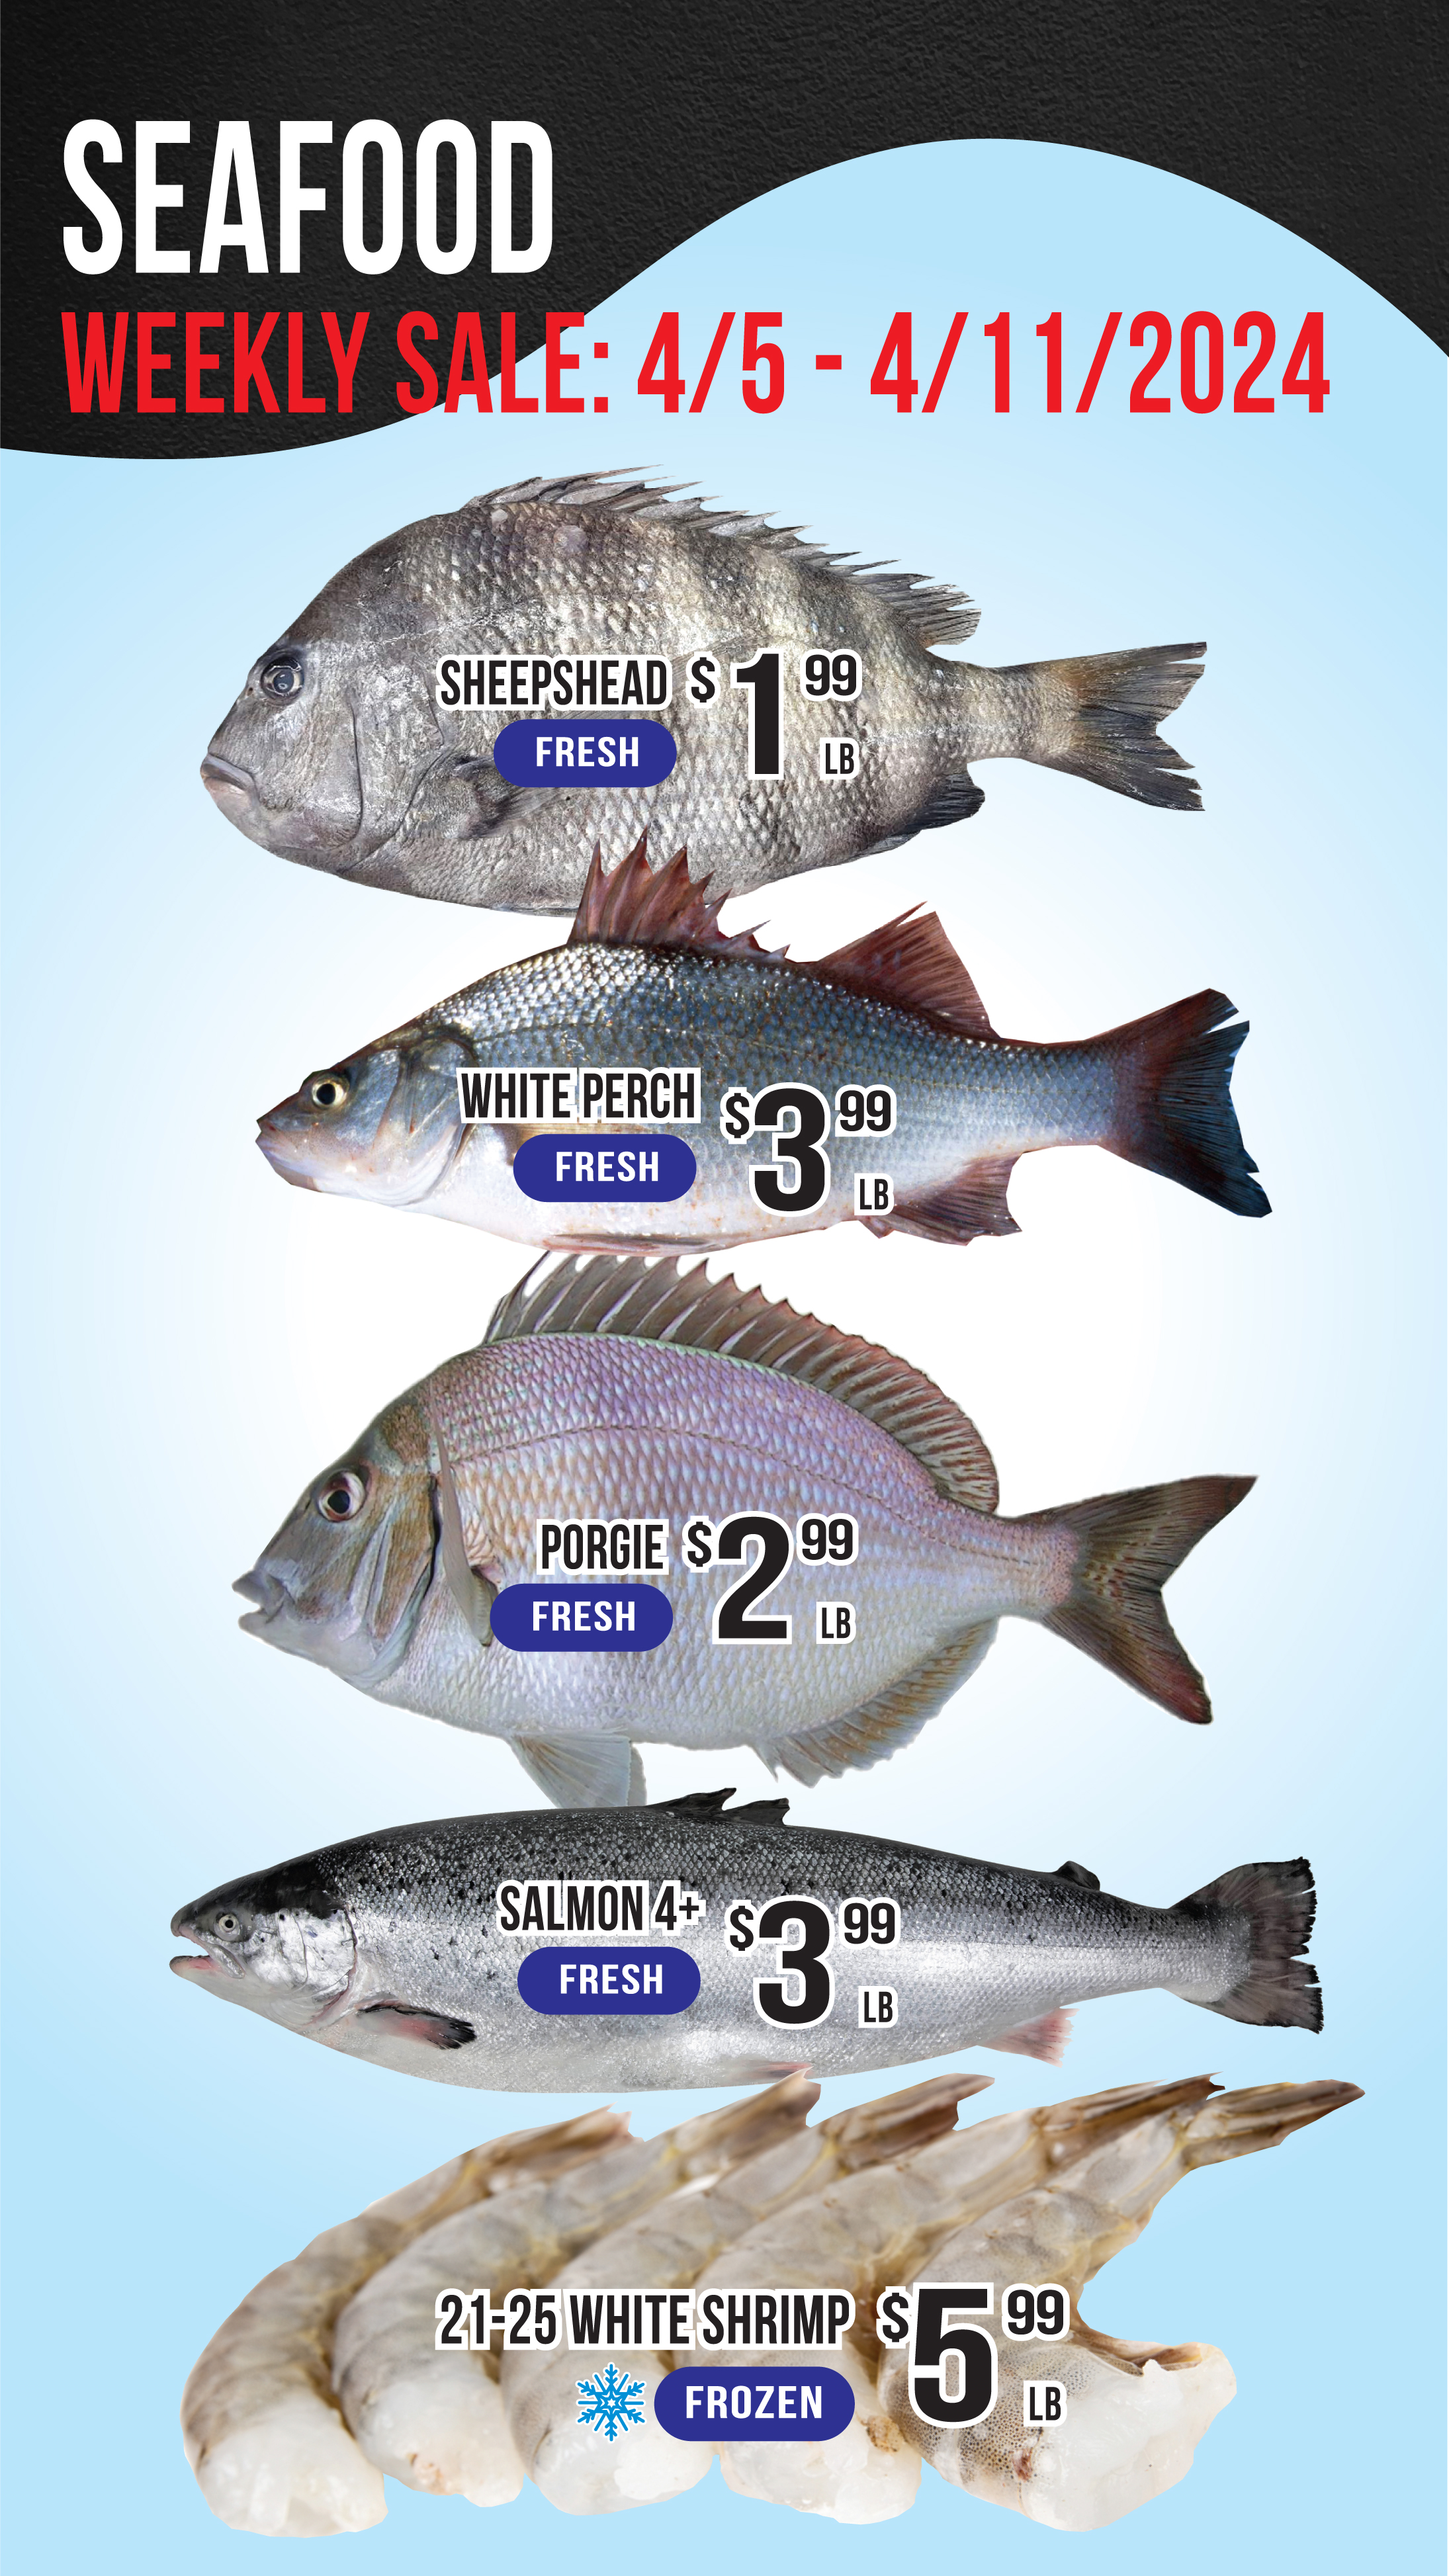 SEAFOOD
WEEKLY SALE: 4/5 - 4/11/2024
SHEEPSHEAD $1 99
FRESH LB
WHITE PERCH $3 99
FRESH LB
PORGIE $2 99
FRESH LB
SALMON 4+ $3 99
FRESH LB
21-25 WHITE SHRIMP $5 99
FROZEN LB